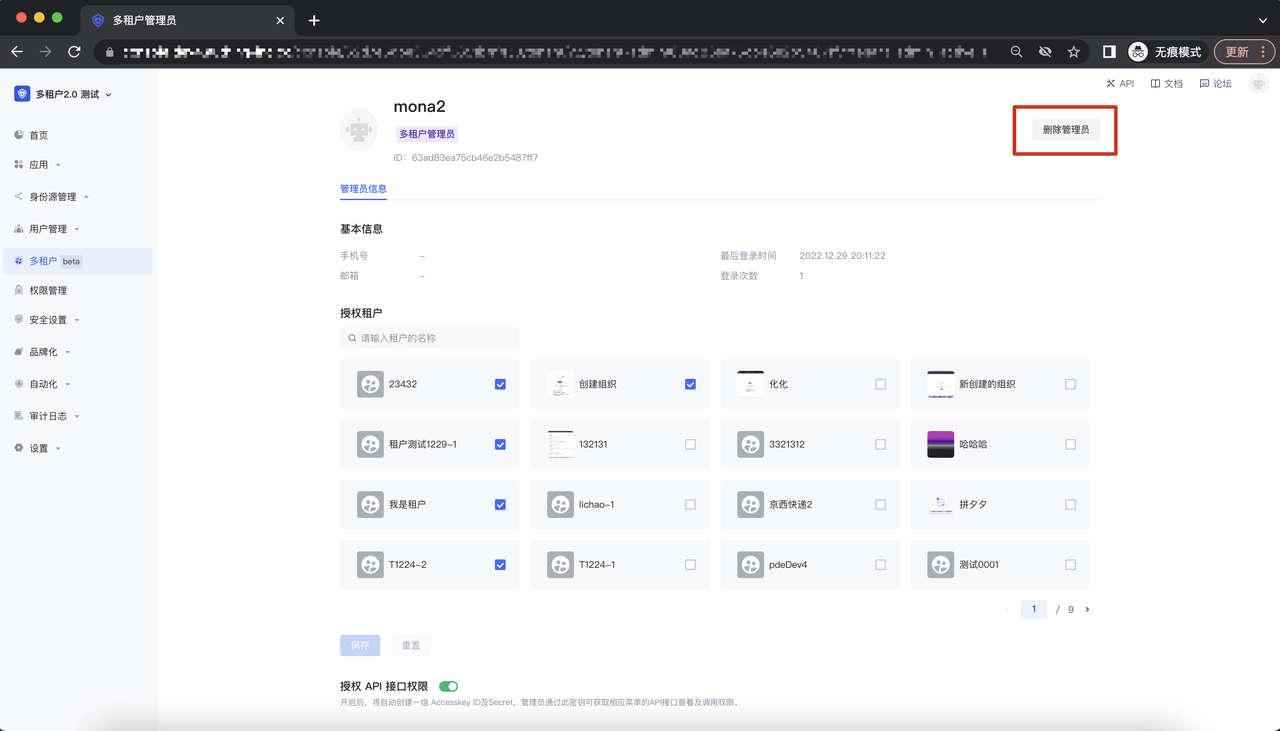 多租户管理员
无痕模式
更新
多租户2.0 测试
API
文档
论坛
首页
应用
身份源管理
用户管理
多租户 beta
权限管理
安全设置
品牌化
自动化
审计日志
设置
mona2
多租户管理员
ID: 63ad83ea75cb46e2b5487ff7
删除管理员
管理员信息
基本信息
手机号 –
最后登录时间 2022.12.29 20:11:22
邮箱 –
登录次数 1
授权租户
请输入租户的名称
23432
创建组织
化化
新创建的组织
租户测试1229-1
132131
3321312
哈哈哈
我是租户
lichao-1
京西快递2
拼夕夕
T1224-2
T1224-1
pdeDev4
测试0001
1 / 9
保存
重置
授权 API 接口权限
开启后，将自动创建一组 Accesskey ID及Secret，管理员通过此密钥可获取相应菜单的API接口查看及调用权限。